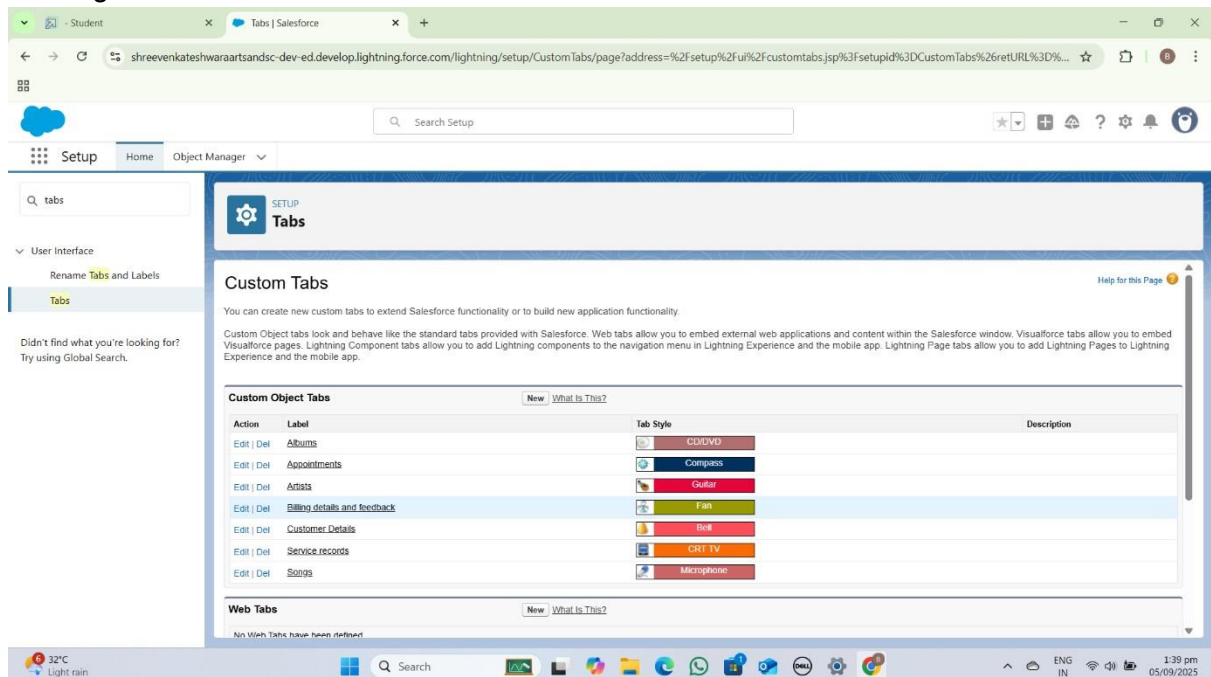 - Student
Tabs | Salesforce
shreevenkateshwaraartsandsc-dev-ed.develop.lightning.force.com/lightning/setup/CustomTabs/page?address=%2Fsetup%2Fui%2Fcustomtabs.jsp%3Fsetupid%3DCustomTabs%26retURL%3D%...
B
Search Setup
Setup
Home
Object Manager
tabs
SETUP
Tabs
User Interface
Rename Tabs and Labels
Tabs
Didn't find what you're looking for?
Try using Global Search.
Custom Tabs
Help for this Page
You can create new custom tabs to extend Salesforce functionality or to build new application functionality.
Custom Object tabs look and behave like the standard tabs provided with Salesforce. Web tabs allow you to embed external web applications and content within the Salesforce window. Visualforce tabs allow you to embed
Visualforce pages. Lightning Component tabs allow you to add Lightning components to the navigation menu in Lightning Experience and the mobile app. Lightning Page tabs allow you to add Lightning Pages to Lightning
Experience and the mobile app.
Custom Object Tabs New What Is This?
Action Label Tab Style Description
Edit | Del Albums CD/DVD
Edit | Del Appointments Compass
Edit | Del Artists Guitar
Edit | Del Billing details and feedback Fan
Edit | Del Customer Details Bell
Edit | Del Service records CRT TV
Edit | Del Songs Microphone
Web Tabs New What Is This?
No Web Tabs have been defined
6
32°C
Light rain
Search
DELL
B
ENG
IN
1:39 pm
05/09/2025